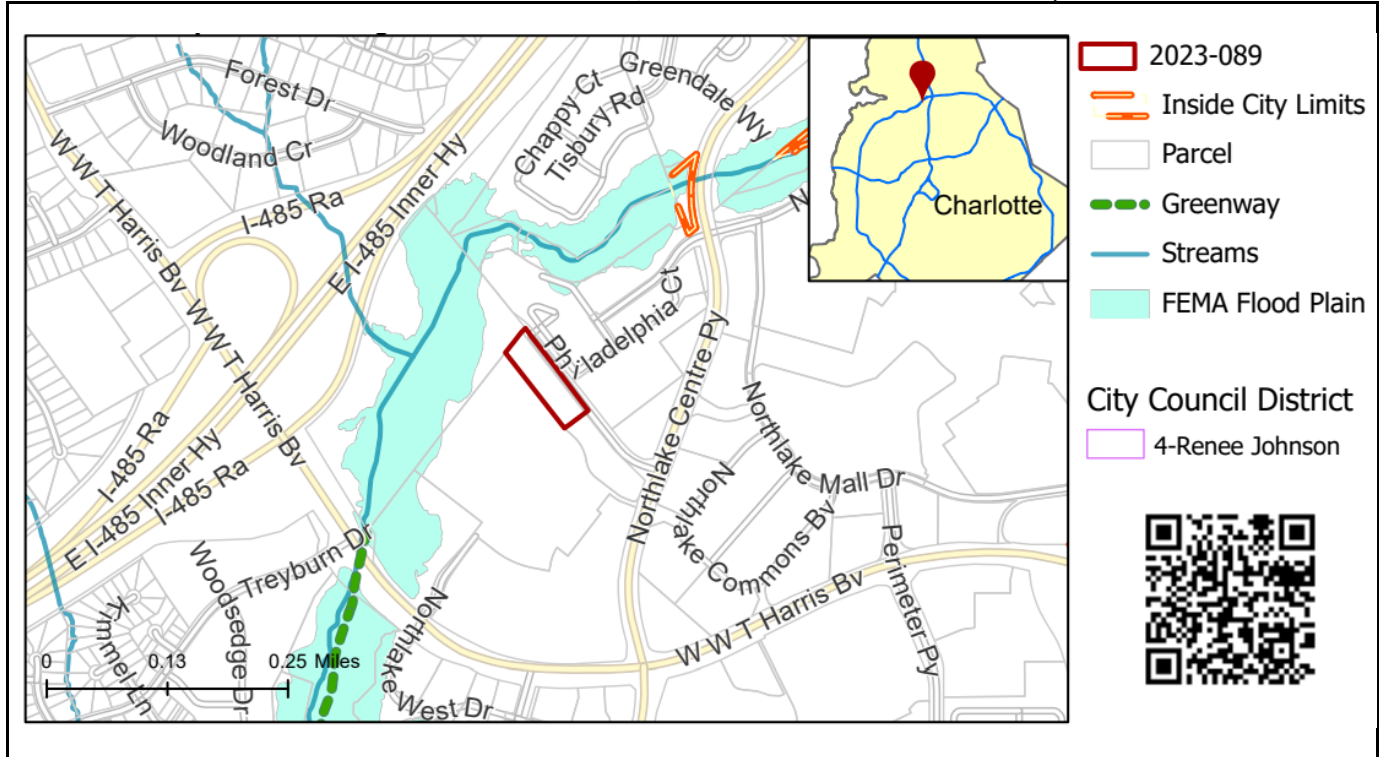 Forest Dr
Woodland Cr
W W T Harris Bv
I-485 Ra
E I-485 Inner Hy
Chappy Ct
Tisbury Rd
Greendale Wy
W W T Harris Bv
Philadelphia Ct
Northlake Centre Py
I-485 Ra
E I-485 Inner Hy
I-485 Ra
Northlake Mall Dr
Northlake Commons Bv
Perimeter Py
W W T Harris Bv
Treyburn Dr
Woodsedge Dr
Kimmel Ln
Northlake West Dr
0 0.13 0.25 Miles
Charlotte
2023-089
Inside City Limits
Parcel
Greenway
Streams
FEMA Flood Plain
City Council District
4-Renee Johnson